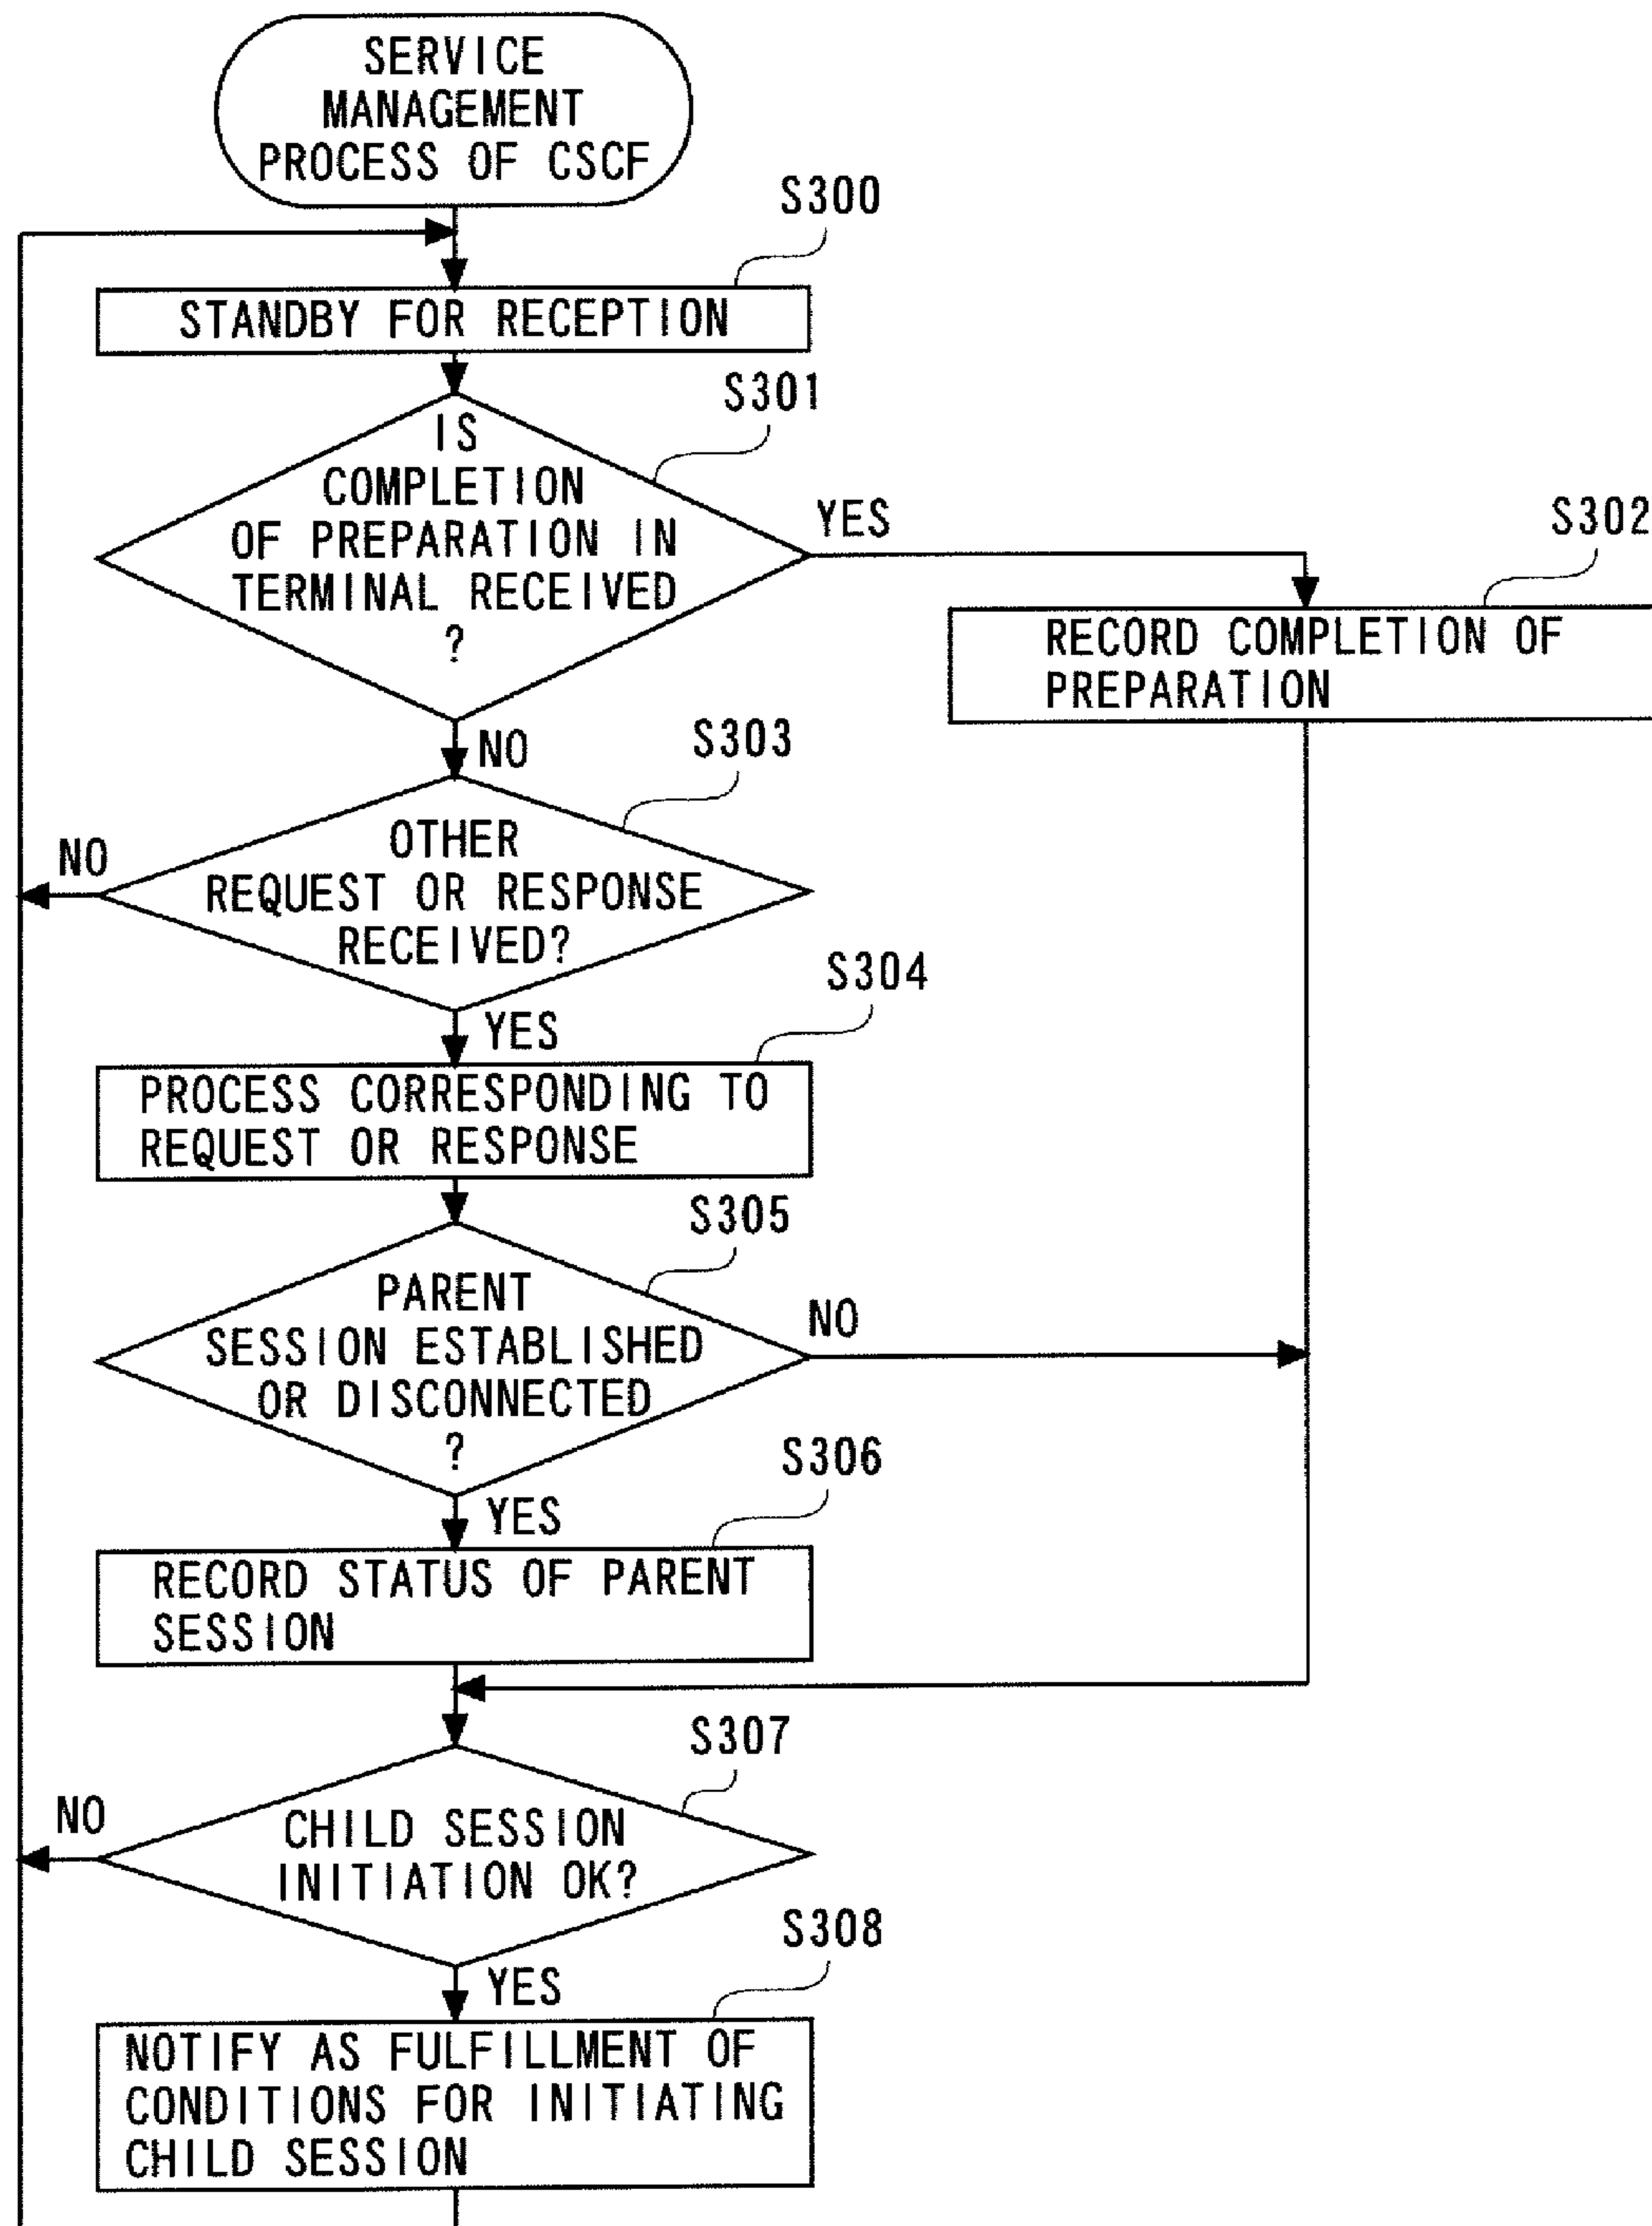 SERVICE
MANAGEMENT
PROCESS OF CSCF
S300
STANDBY FOR RECEPTION
S301
IS
COMPLETION
OF PREPARATION IN
TERMINAL RECEIVED
?
YES
S302
RECORD COMPLETION OF
PREPARATION
NO
S303
OTHER
REQUEST OR RESPONSE
RECEIVED?
NO
YES
S304
PROCESS CORRESPONDING TO
REQUEST OR RESPONSE
S305
PARENT
SESSION ESTABLISHED
OR DISCONNECTED
?
NO
YES
S306
RECORD STATUS OF PARENT
SESSION
S307
CHILD SESSION
INITIATION OK?
NO
YES
S308
NOTIFY AS FULFILLMENT OF
CONDITIONS FOR INITIATING
CHILD SESSION